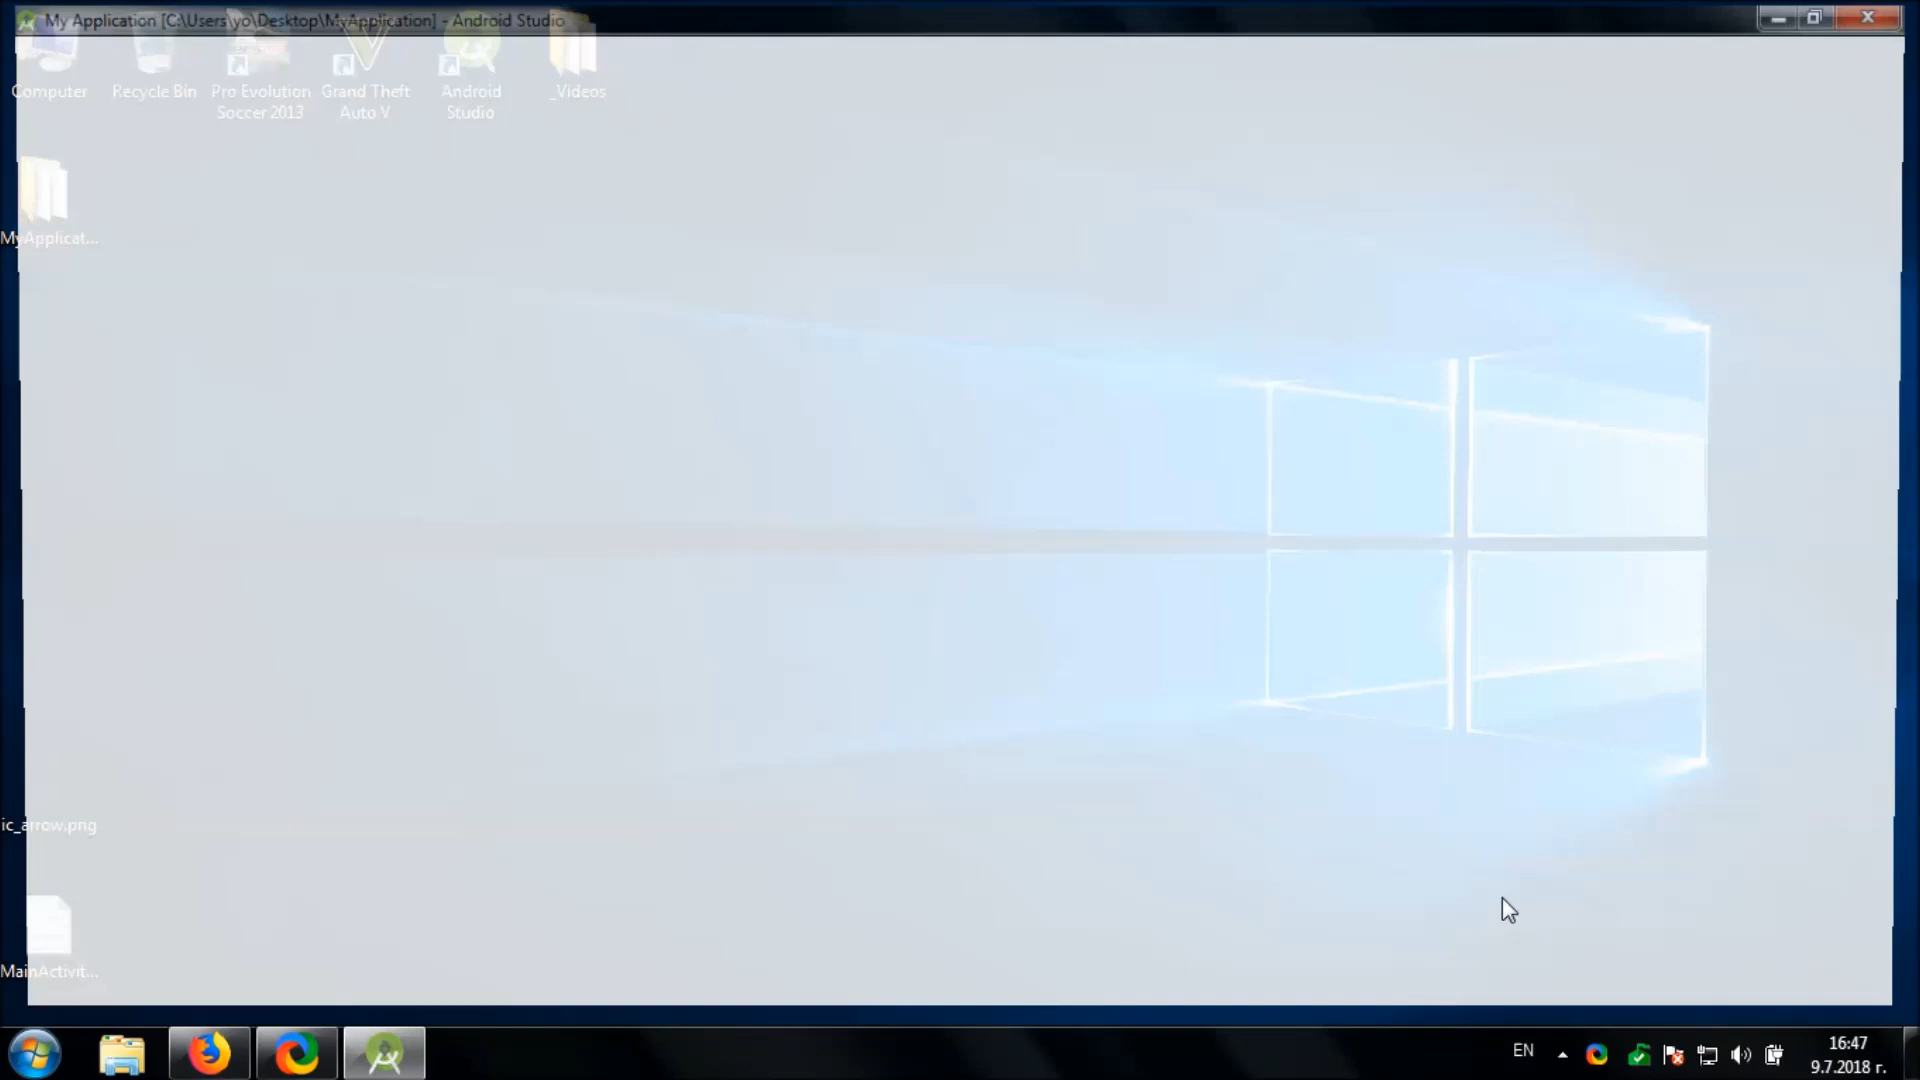 My Application [C:\Users\yo\Desktop\MyApplication] - Android Studio
Computer
Recycle Bin
Pro Evolution
Soccer 2013
Grand Theft
Auto V
Android
Studio
_Videos
MyApplicat...
ic_arrow.png
MainActivit...
EN
16:47
9.7.2018 г.